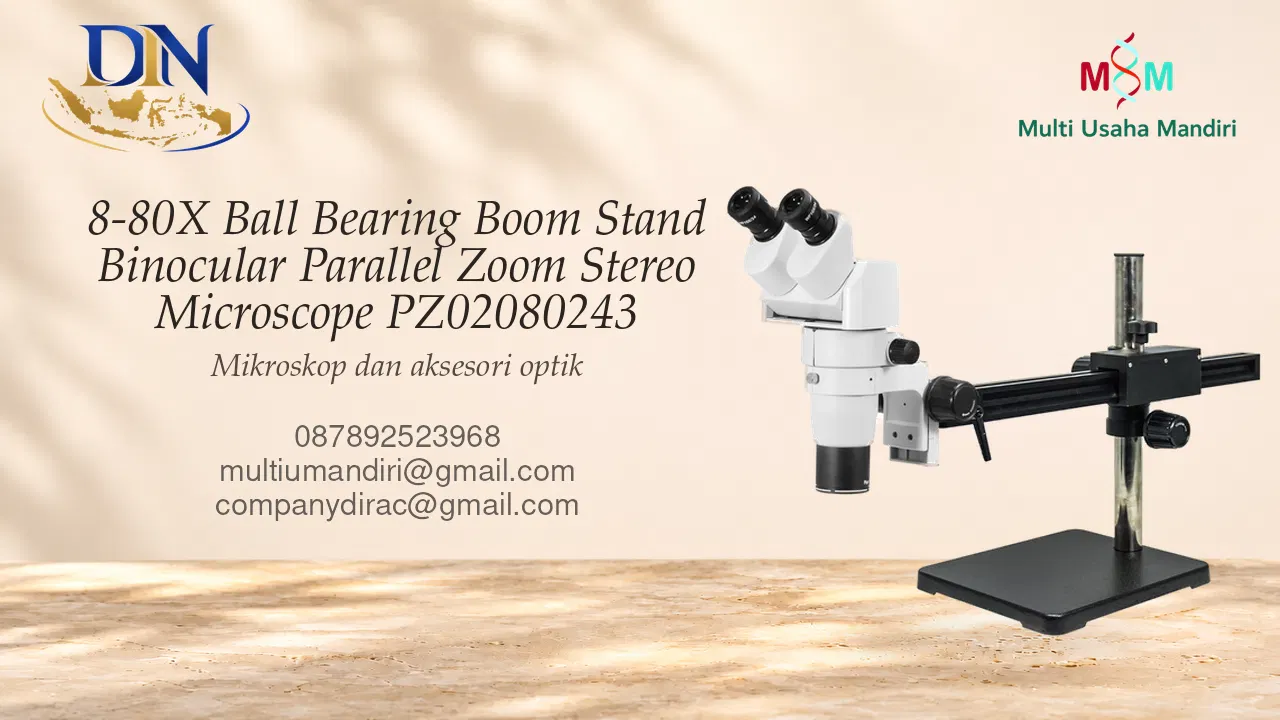 DIN
M M
Multi Usaha Mandiri
8-80X Ball Bearing Boom Stand
Binocular Parallel Zoom Stereo
Microscope PZ02080243
Mikroskop dan aksesori optik
087892523968
multiumandiri@gmail.com
companydirac@gmail.com